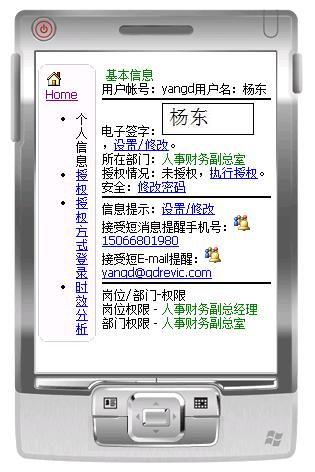 Home
个
人
信
息
授
权
授
权
方
式
登
录
时
效
分
析
基本信息
用户帐号：yangd用户名：杨东
杨东
电子签字：
，设置/修改。
所在部门：人事财务副总室
授权情况：未授权，执行授权。
安全：修改密码
信息提示：设置/修改
接受短消息提醒手机号：
15066801980
接受短E-mail提醒：
yangd@gdrevic.com
岗位/部门-权限
岗位权限 - 人事财务副总经理
部门权限 - 人事财务副总室